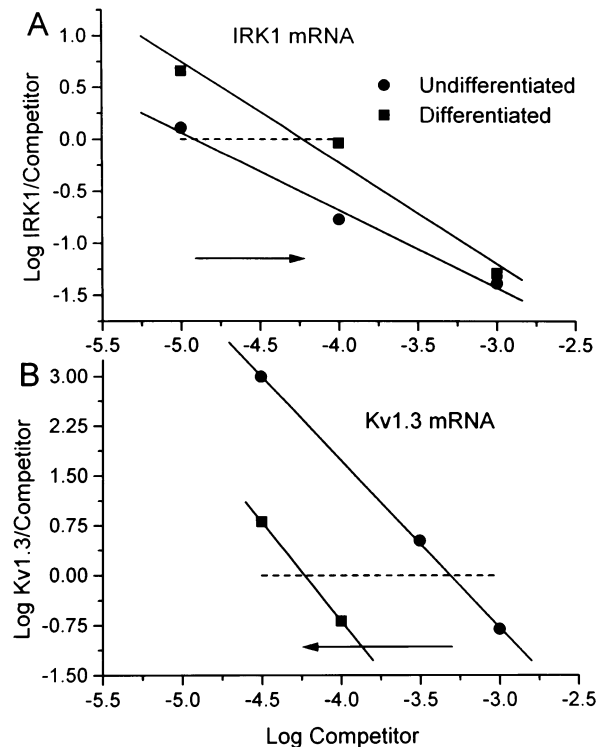 A
IRK1 mRNA
Undifferentiated
Differentiated
Log IRK1/Competitor
1.0
0.5
0.0
-0.5
-1.0
-1.5
-5.5 -5.0 -4.5 -4.0 -3.5 -3.0 -2.5
B
Kv1.3 mRNA
Log Kv1.3/Competitor
3.00
2.25
1.50
0.75
0.00
-0.75
-1.50
-5.5 -5.0 -4.5 -4.0 -3.5 -3.0 -2.5
Log Competitor